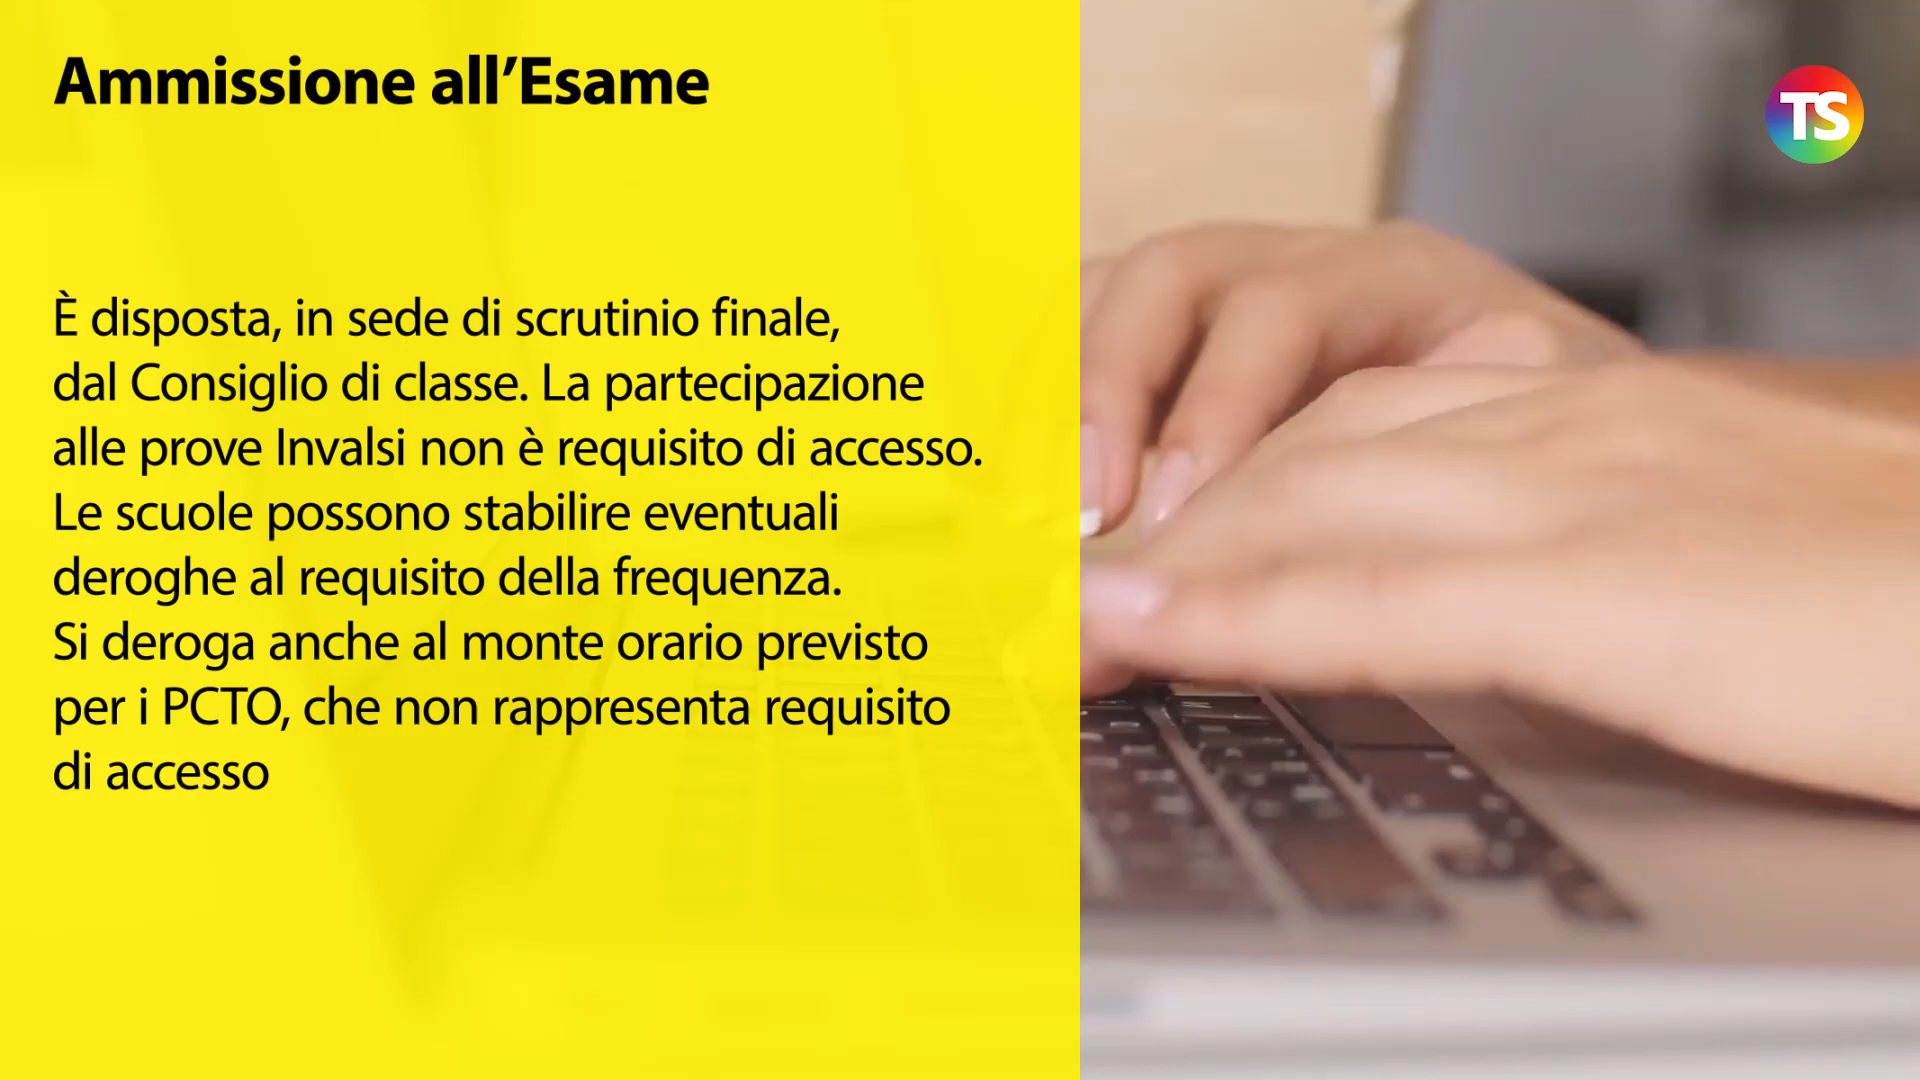 Ammissione all’Esame
TS
È disposta, in sede di scrutinio finale,
dal Consiglio di classe. La partecipazione
alle prove Invalsi non è requisito di accesso.
Le scuole possono stabilire eventuali
deroghe al requisito della frequenza.
Si deroga anche al monte orario previsto
per i PCTO, che non rappresenta requisito
di accesso